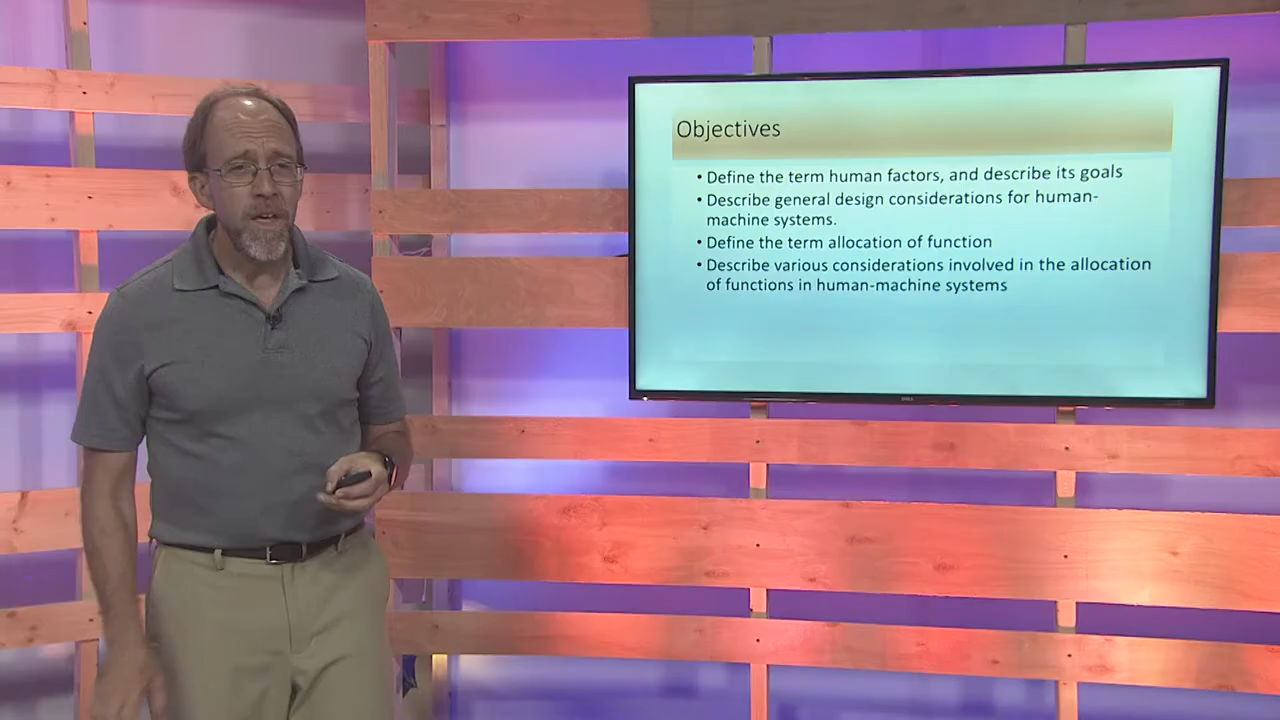 Objectives
• Define the term human factors, and describe its goals
• Describe general design considerations for human-
machine systems.
• Define the term allocation of function
• Describe various considerations involved in the allocation
of functions in human-machine systems
DELL